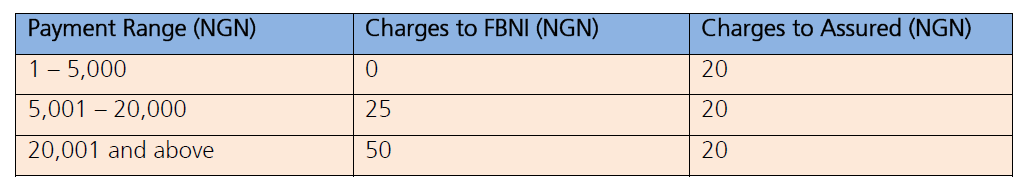 Payment Range (NGN) Charges to FBNI (NGN) Charges to Assured (NGN)
1 – 5,000 0 20
5,001 – 20,000 25 20
20,001 and above 50 20